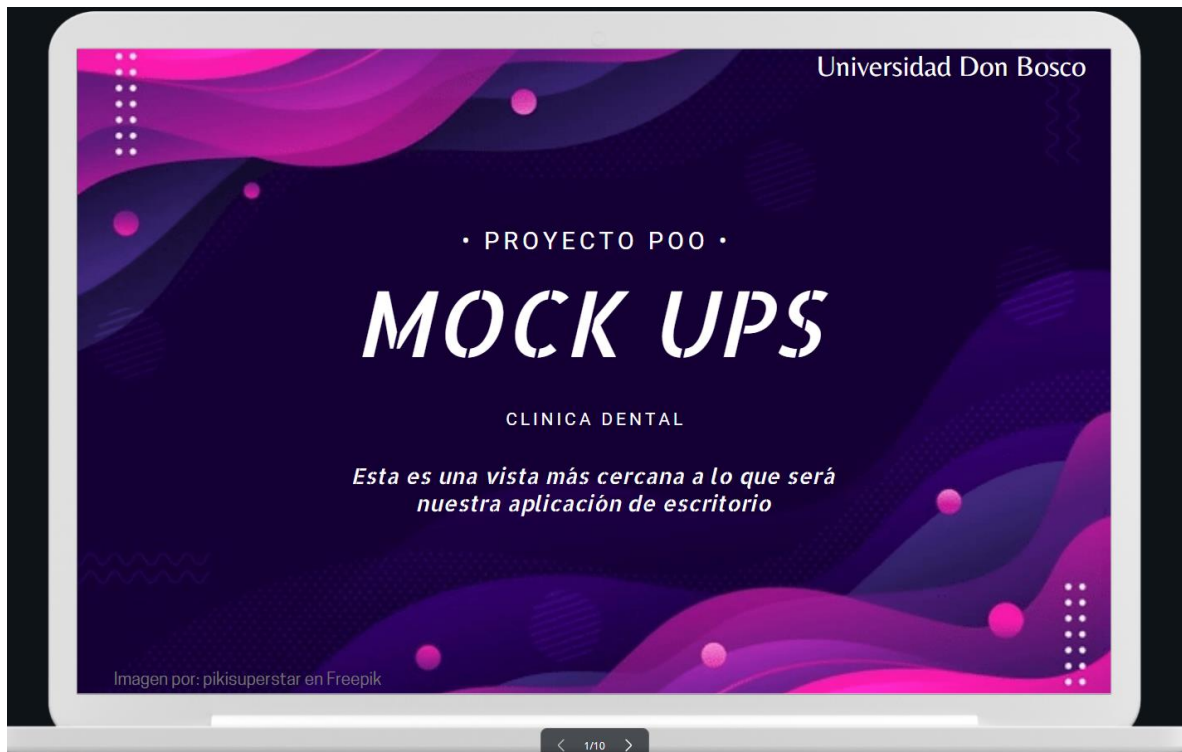 Universidad Don Bosco
• PROYECTO POO •
MOCK UPS
CLINICA DENTAL
Esta es una vista más cercana a lo que será
nuestra aplicación de escritorio
Imagen por: pikisuperstar en Freepik
1/10